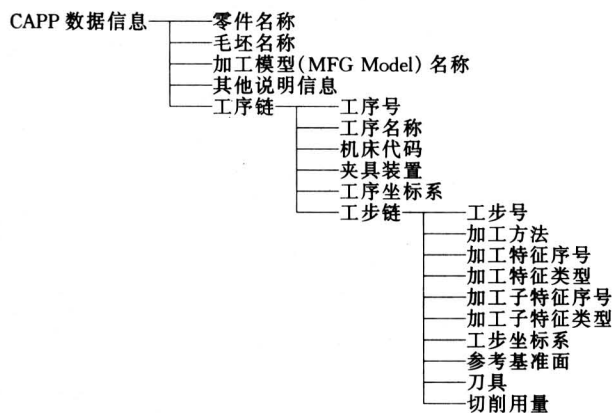 CAPP 数据信息
零件名称
毛坯名称
加工模型(MFG Model) 名称
其他说明信息
工序链
工序号
工序名称
机床代码
夹具装置
工序坐标系
工步链
工步号
加工方法
加工特征序号
加工特征类型
加工子特征序号
加工子特征类型
工步坐标系
参考基准面
刀具
切削用量